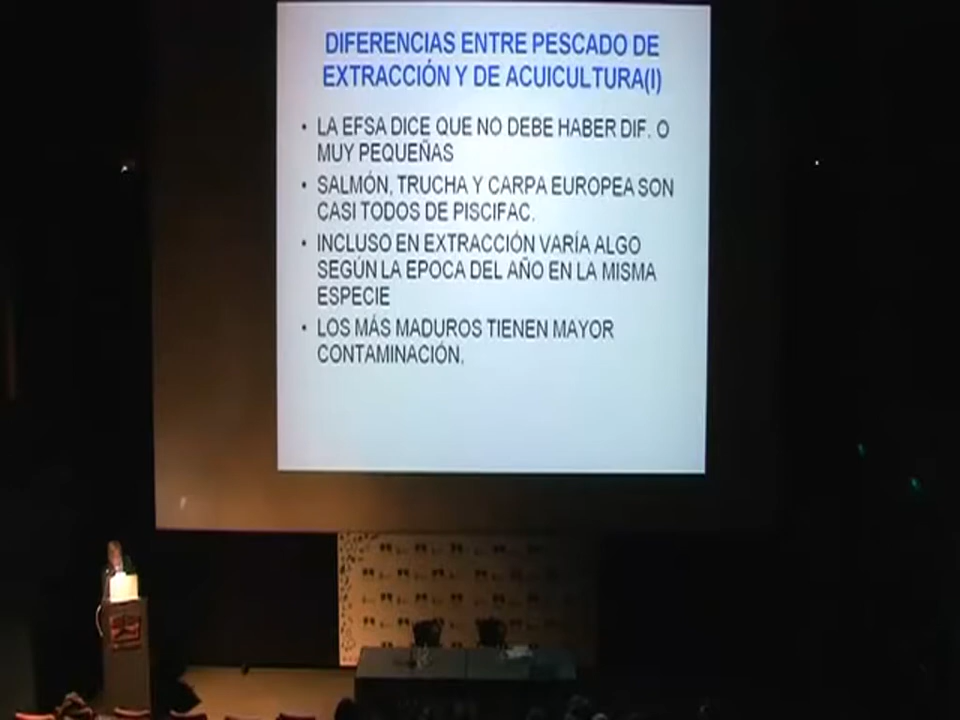 DIFERENCIAS ENTRE PESCADO DE
EXTRACCIÓN Y DE ACUICULTURA(I)
• LA EFSA DICE QUE NO DEBE HABER DIF. O
MUY PEQUEÑAS
• SALMÓN, TRUCHA Y CARPA EUROPEA SON
CASI TODOS DE PISCIFAC.
• INCLUSO EN EXTRACCIÓN VARÍA ALGO
SEGÚN LA EPOCA DEL AÑO EN LA MISMA
ESPECIE
• LOS MÁS MADUROS TIENEN MAYOR
CONTAMINACIÓN.